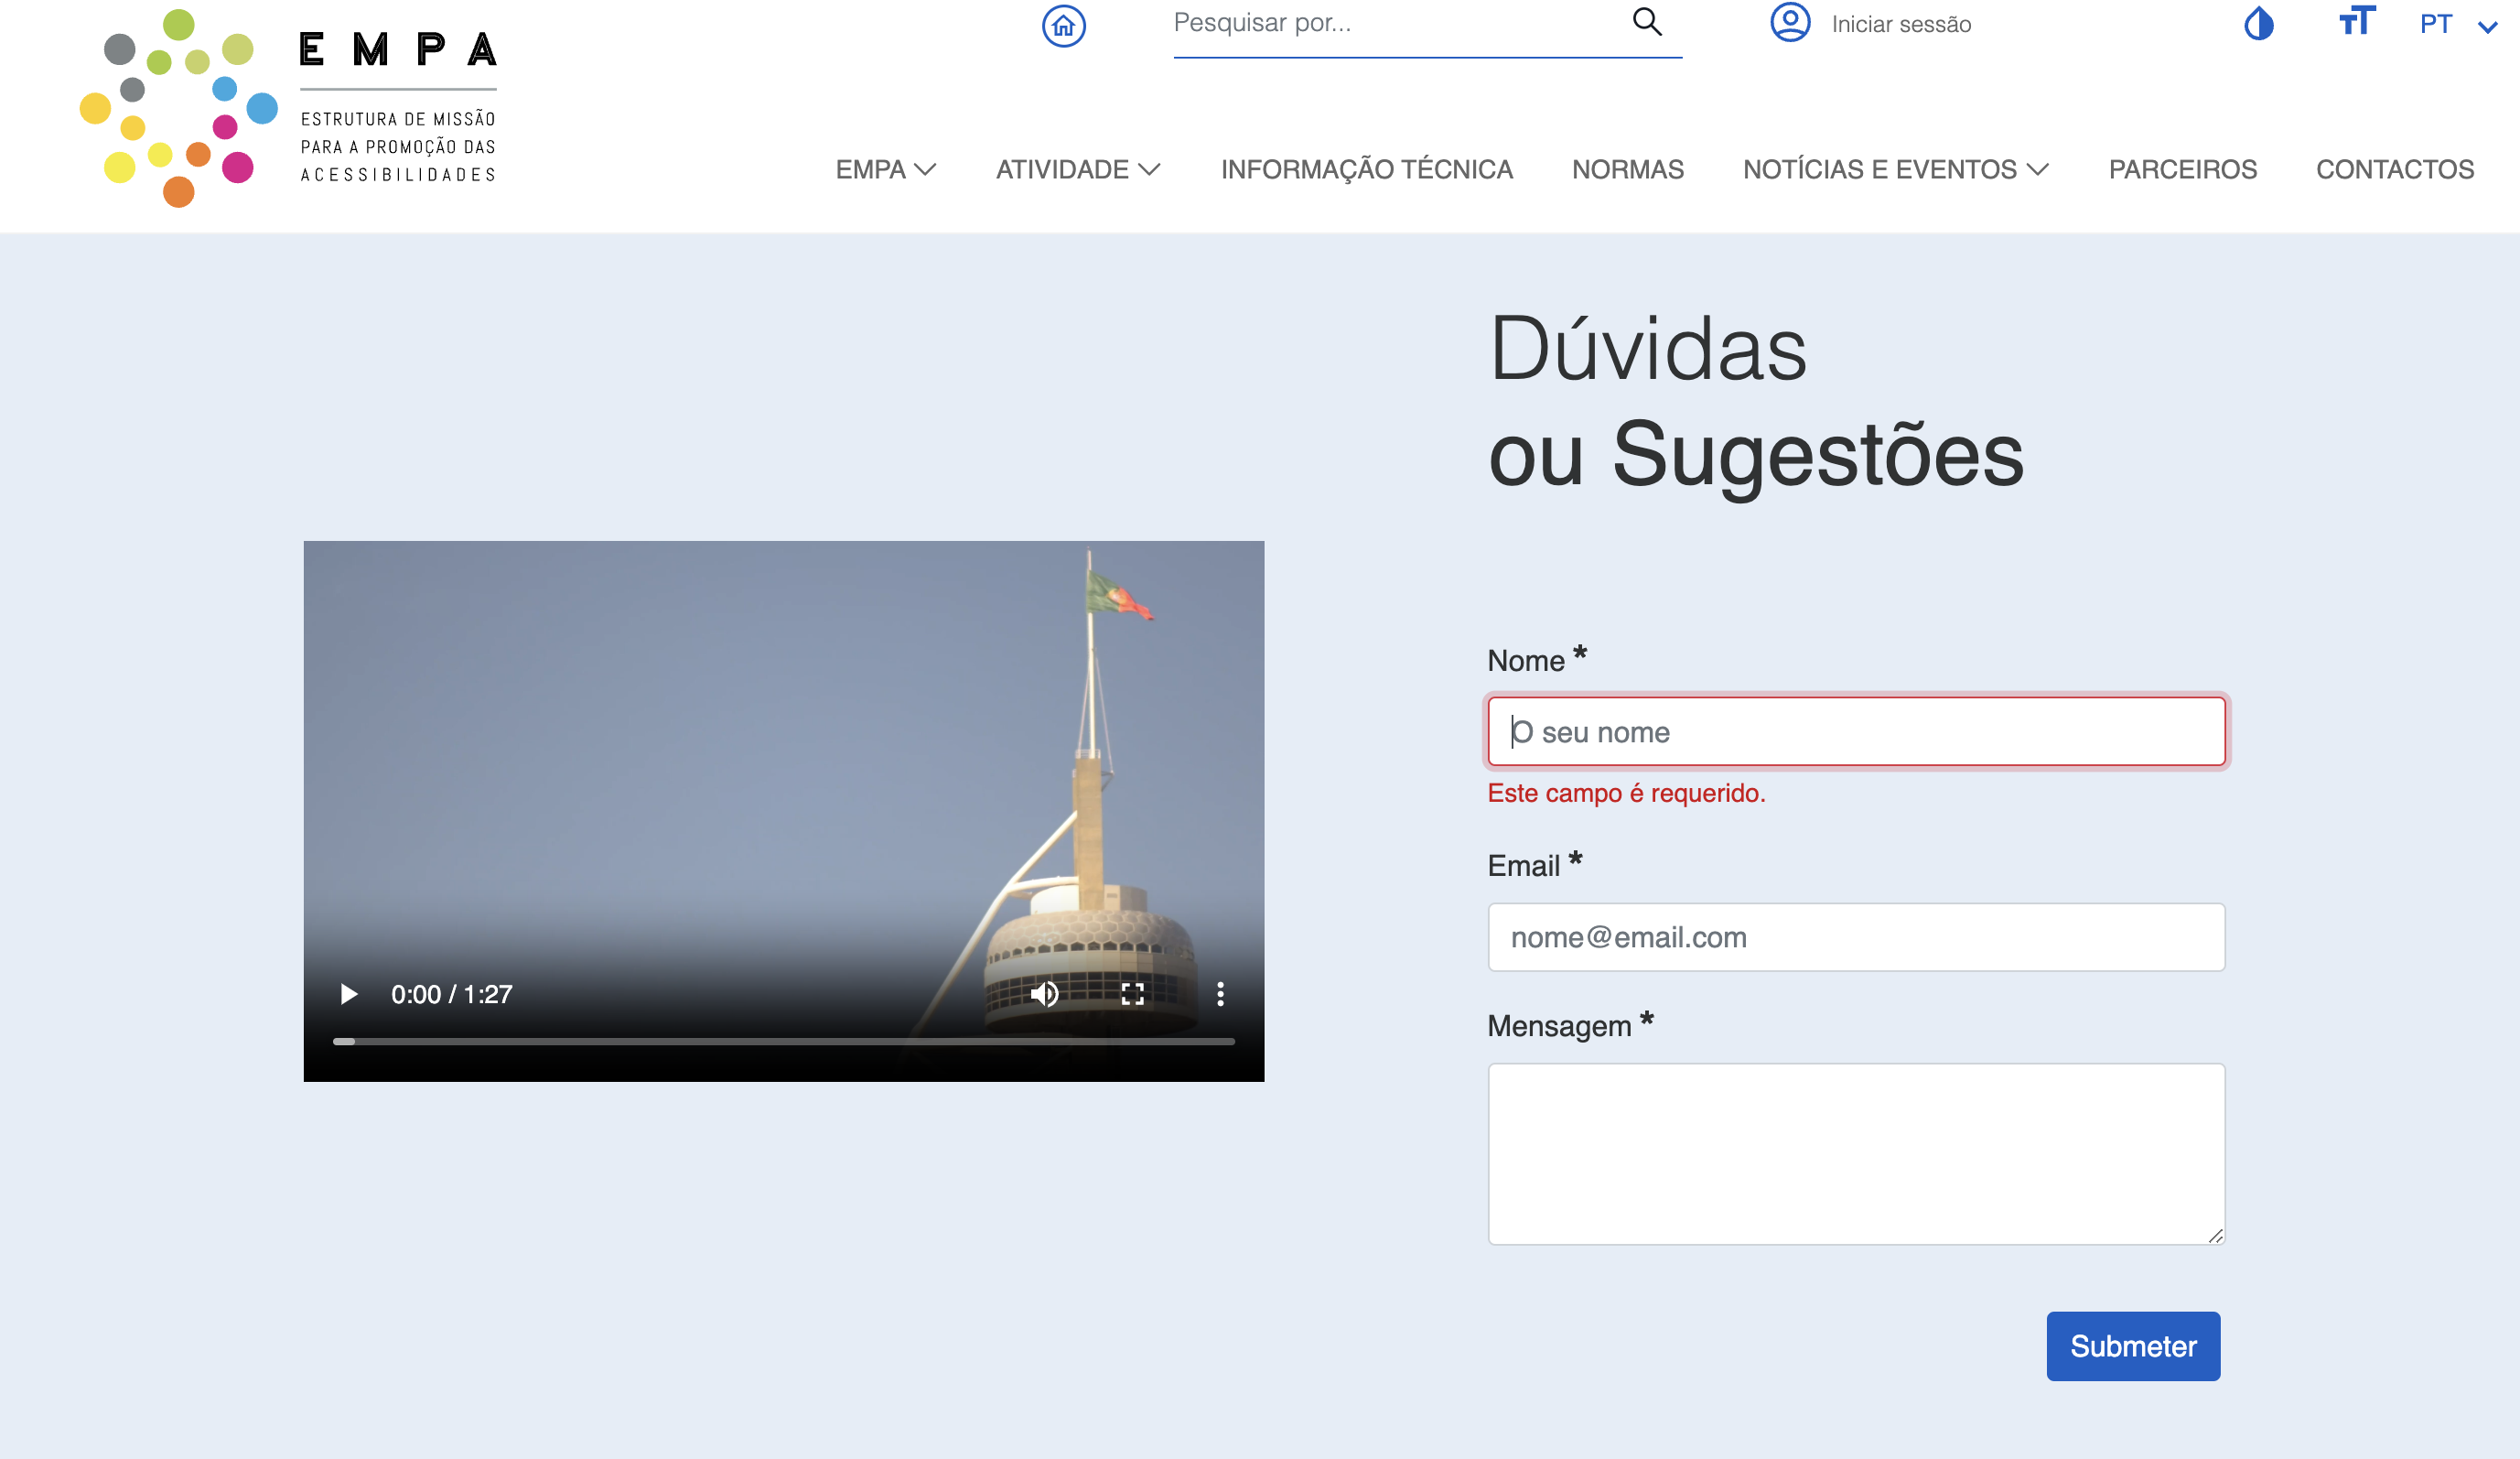 EMPA
ESTRUTURA DE MISSÃO
PARA A PROMOÇÃO DAS
ACESSIBILIDADES
Pesquisar por...
Iniciar sessão
PT
EMPA
ATIVIDADE
INFORMAÇÃO TÉCNICA
NORMAS
NOTÍCIAS E EVENTOS
PARCEIROS
CONTACTOS
Dúvidas
ou Sugestões
0:00 / 1:27
Nome *
O seu nome
Este campo é requerido.
Email *
nome@email.com
Mensagem *
Submeter